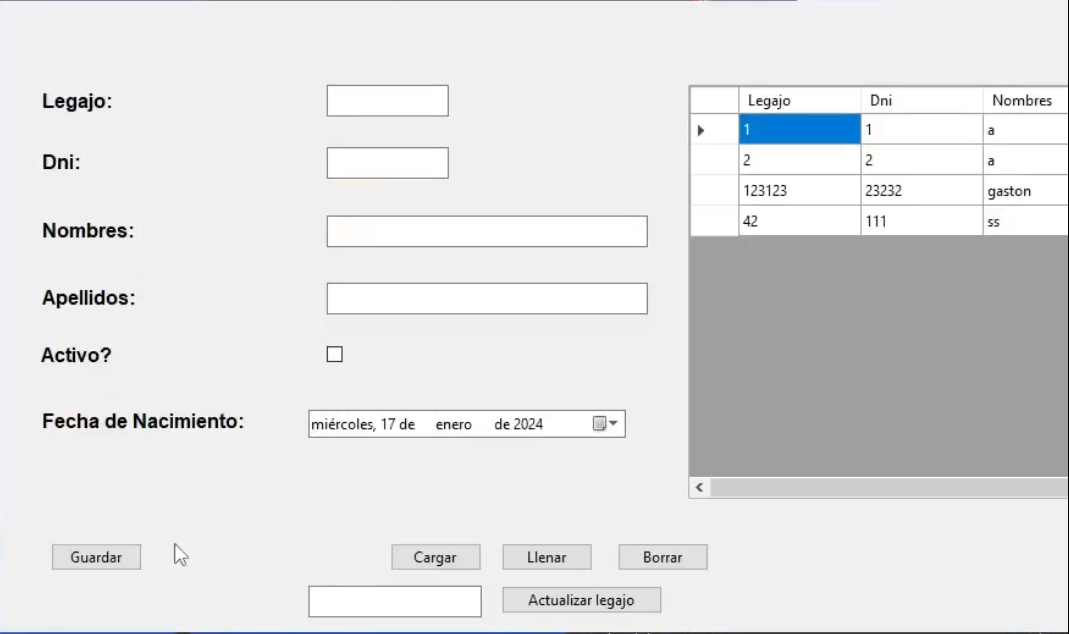 Legajo:
Dni:
Nombres:
Apellidos:
Activo?
Fecha de Nacimiento:
miércoles, 17 de enero de 2024
Legajo Dni Nombres
1 1 a
2 2 a
123123 23232 gaston
42 111 ss
Guardar
Cargar
Llenar
Borrar
Actualizar legajo